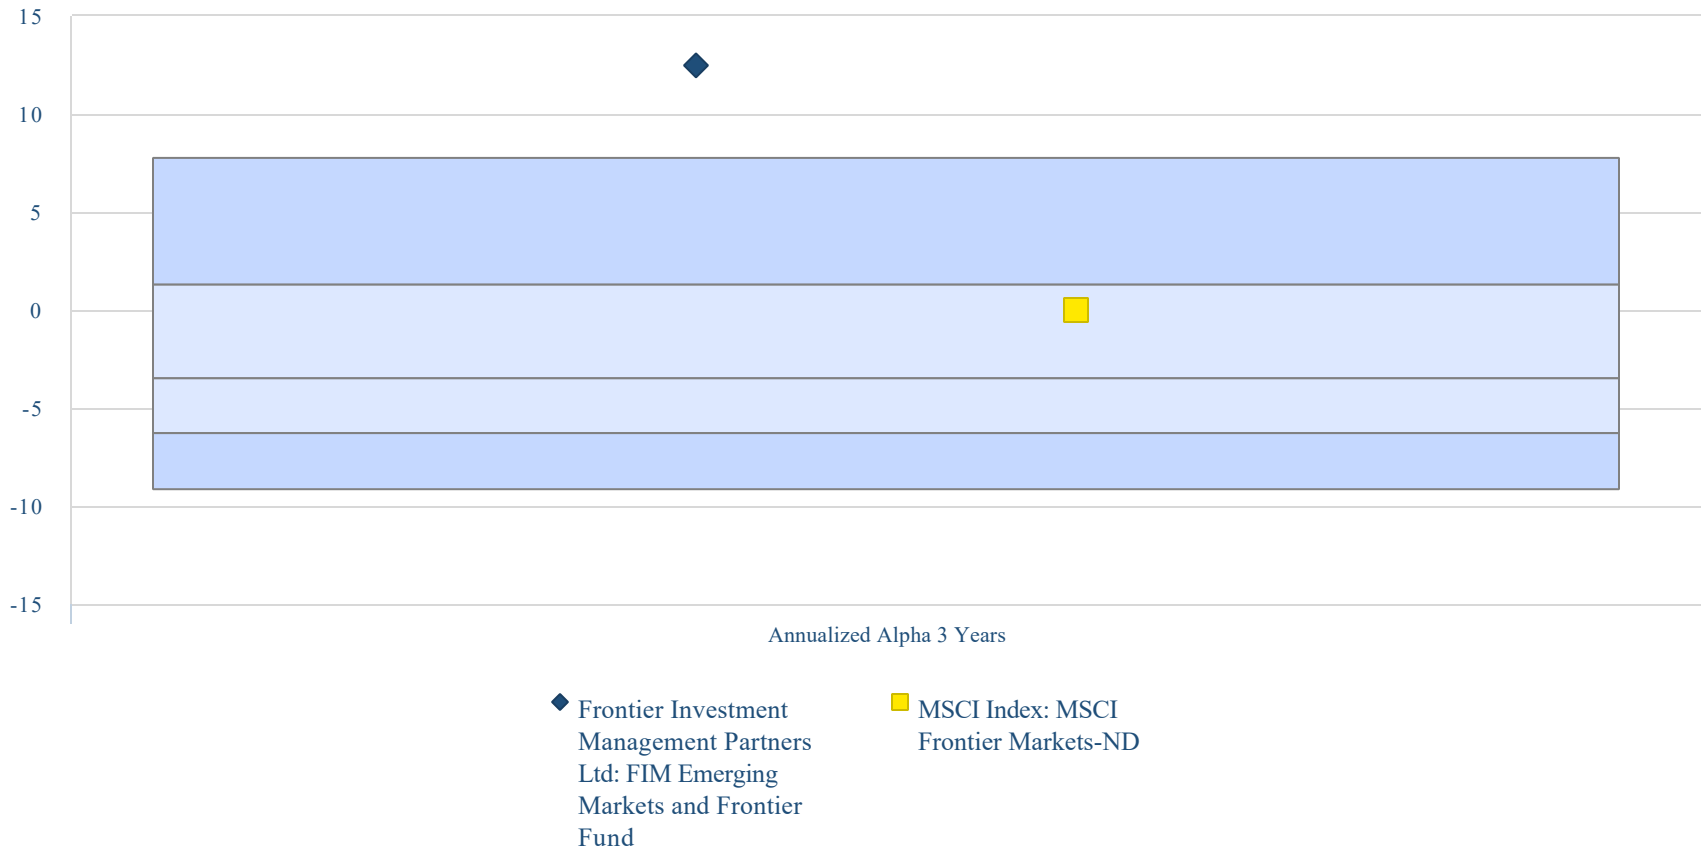 15
10
5
0
-5
-10
-15
Annualized Alpha 3 Years
Frontier Investment
Management Partners
Ltd: FIM Emerging
Markets and Frontier
Fund
MSCI Index: MSCI
Frontier Markets-ND